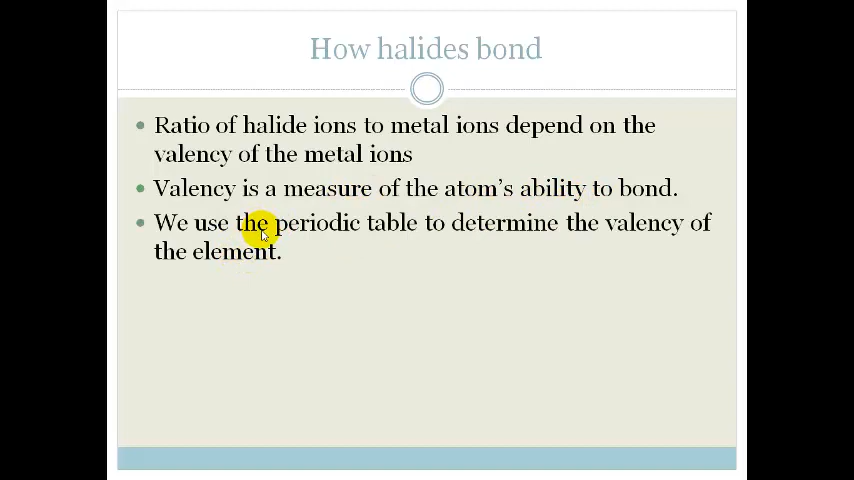 How halides bond
• Ratio of halide ions to metal ions depend on the
valency of the metal ions
• Valency is a measure of the atom's ability to bond.
• We use the periodic table to determine the valency of
the element.